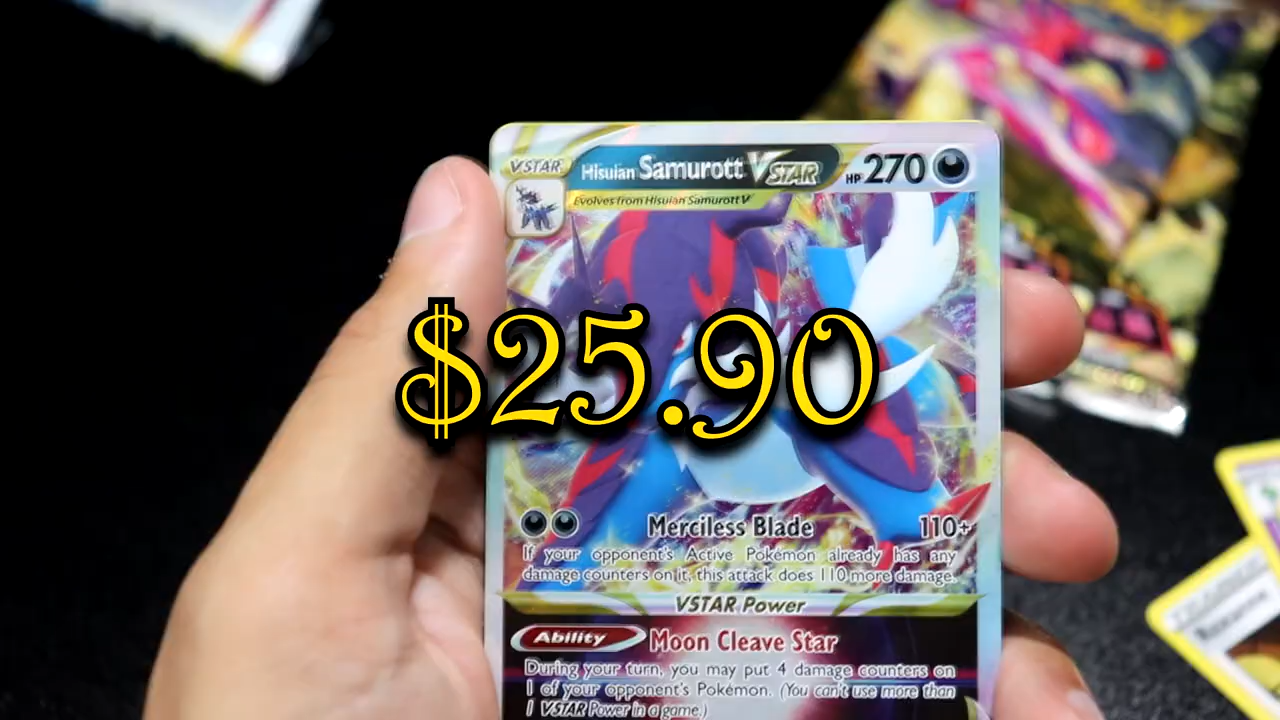 VSTAR Hisuian Samurott VSTAR HP 270
Evolves from Hisuian Samurott V
$25.90
Merciless Blade 110+
If your opponent's Active Pokémon already has any
damage counters on it, this attack does 110 more damage.
VSTAR Power
Ability Moon Cleave Star
During your turn, you may put 4 damage counters on
1 of your opponent's Pokémon. (You can't use more than
1 VSTAR Power in a game.)
Roxanne